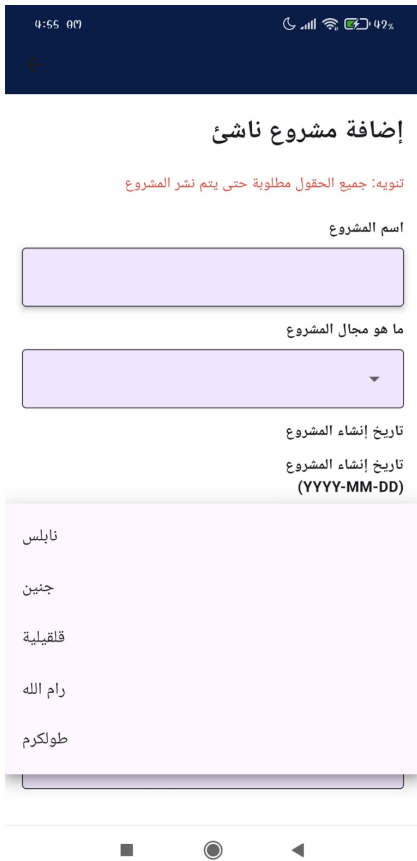 4:55 AM
42%
إضافة مشروع ناشئ
تنويه: جميع الحقول مطلوبة حتى يتم نشر المشروع
اسم المشروع
ما هو مجال المشروع
تاريخ إنشاء المشروع
تاريخ إنشاء المشروع
(YYYY-MM-DD)
نابلس
جنين
قلقيلية
رام الله
طولكرم